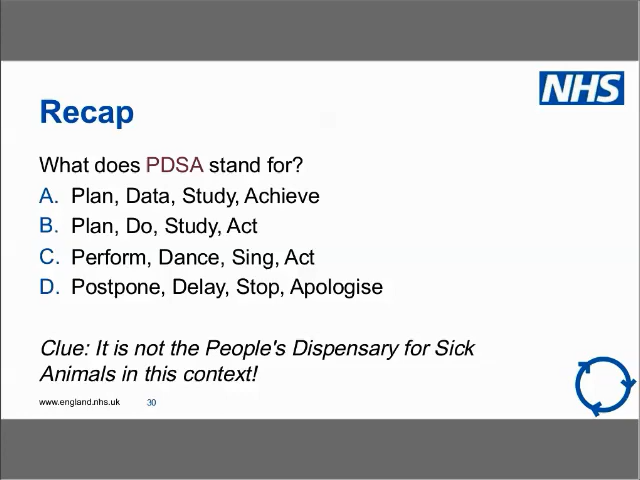 NHS
Recap
What does PDSA stand for?
A. Plan, Data, Study, Achieve
B. Plan, Do, Study, Act
C. Perform, Dance, Sing, Act
D. Postpone, Delay, Stop, Apologise
Clue: It is not the People's Dispensary for Sick
Animals in this context!
www.england.nhs.uk 30